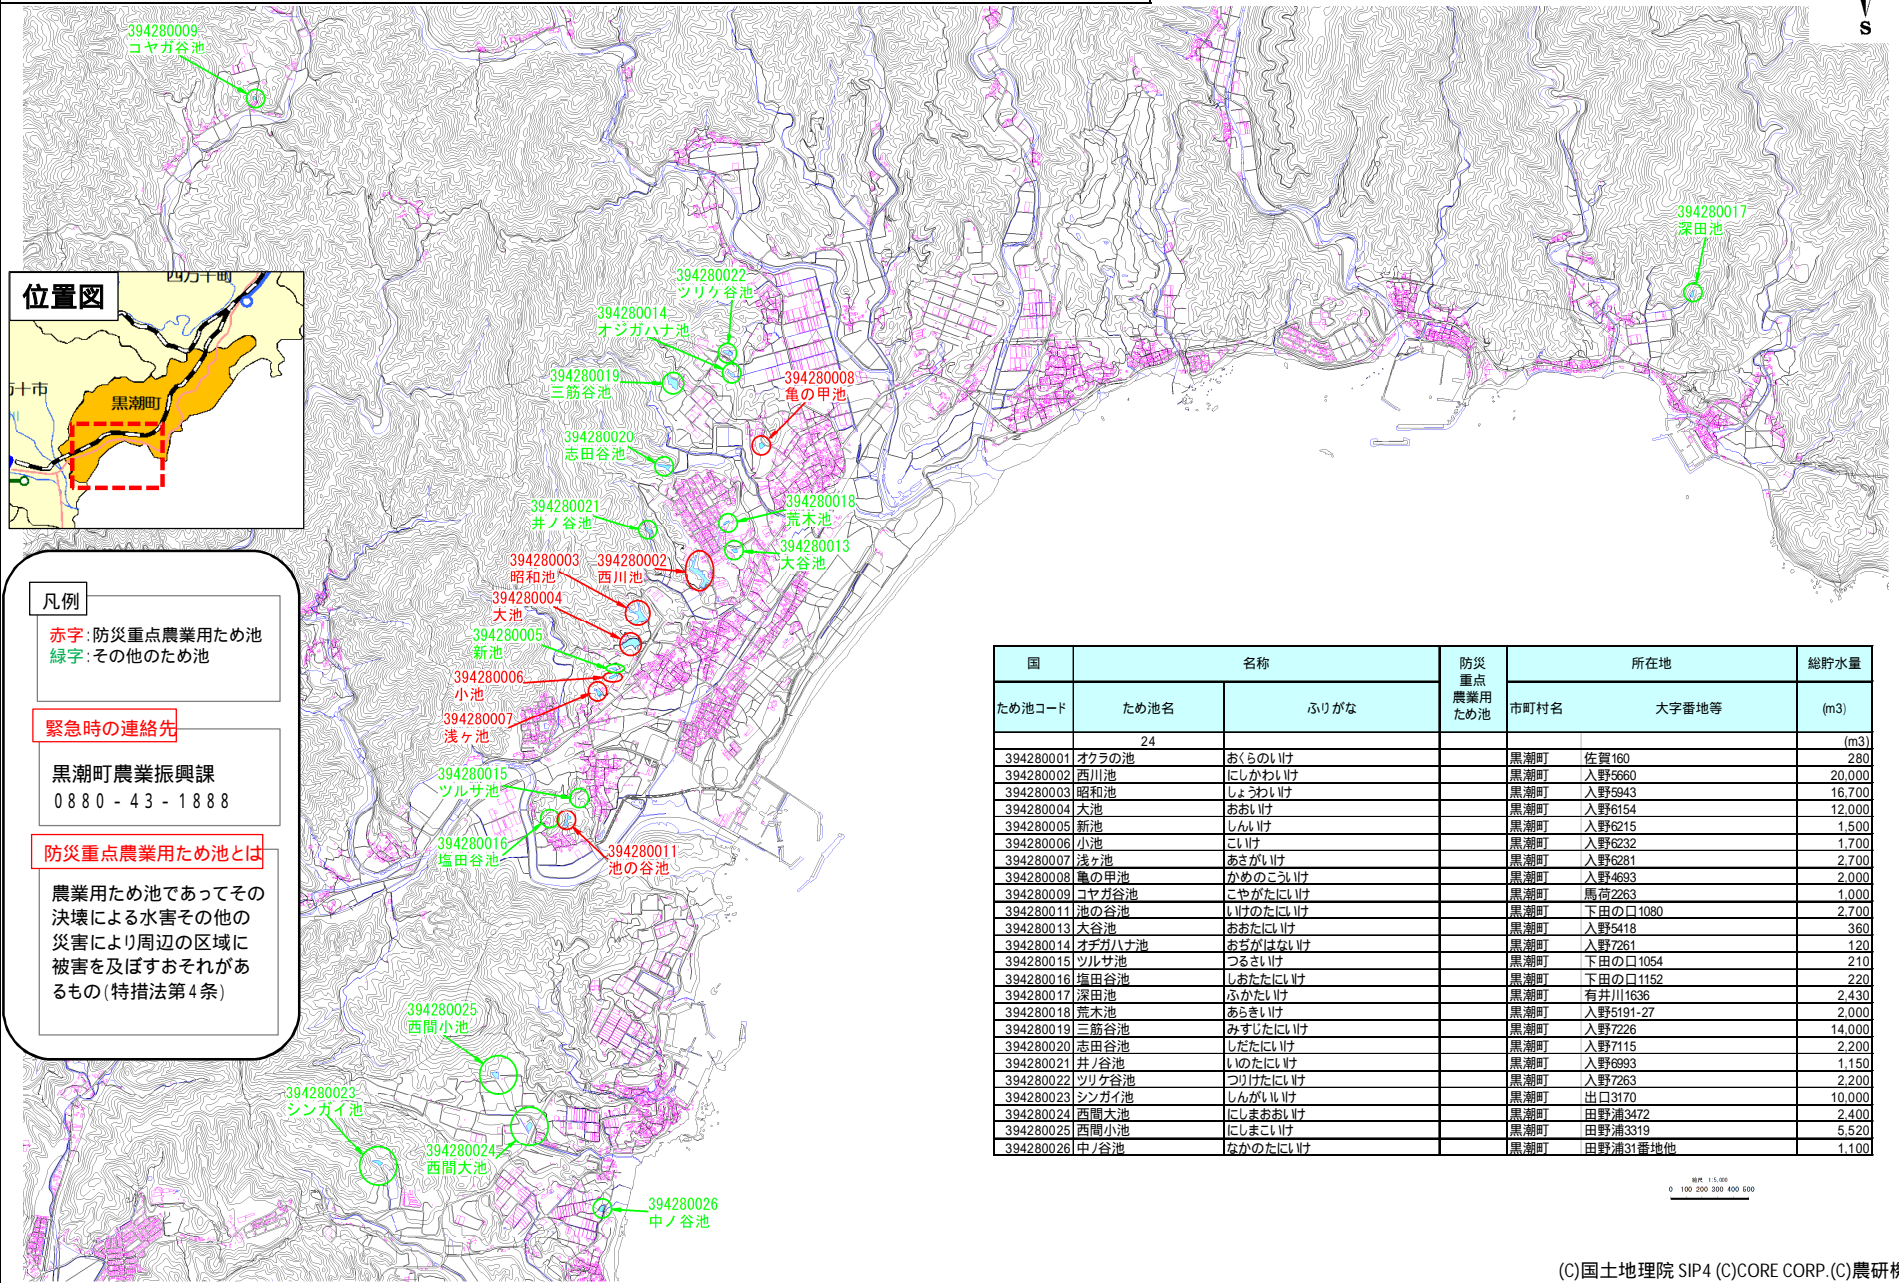 S
394280009
コヤガ谷池
394280017
深田池
位置図
四万十町
万十市
黒潮町
394280022
ツリケ谷池
394280014
オジガハナ池
394280019
三筋谷池
394280008
亀の甲池
394280020
志田谷池
394280021
井ノ谷池
394280018
荒木池
394280013
大谷池
394280003
昭和池
394280002
西川池
394280004
大池
394280005
新池
394280006
小池
394280007
浅ヶ池
394280015
ツルサ池
394280016
塩田谷池
394280011
池の谷池
394280025
西間小池
394280023
シンガイ池
394280024
西間大池
394280026
中ノ谷池
凡例
赤字:防災重点農業用ため池
緑字:その他のため池
緊急時の連絡先
黒潮町農業振興課
0880-43-1888
防災重点農業用ため池とは
農業用ため池であってその
決壊による水害その他の
災害により周辺の区域に
被害を及ぼすおそれがあ
るもの(特措法第4条)
国 名称 防災重点農業用ため池 所在地 総貯水量
ため池コード ため池名 ふりがな 市町村名 大字番地等 (m3)
24 (m3)
394280001 オクラの池 おくらのいけ 黒潮町 佐賀160 280
394280002 西川池 にしかわいけ 黒潮町 入野5660 20,000
394280003 昭和池 しょうわいけ 黒潮町 入野5943 16,700
394280004 大池 おおいけ 黒潮町 入野6154 12,000
394280005 新池 しんいけ 黒潮町 入野6215 1,500
394280006 小池 こいけ 黒潮町 入野6232 1,700
394280007 浅ヶ池 あさがいけ 黒潮町 入野6281 2,700
394280008 亀の甲池 かめのこういけ 黒潮町 入野4693 2,000
394280009 コヤガ谷池 こやがたにいけ 黒潮町 馬荷2263 1,000
394280011 池の谷池 いけのたにいけ 黒潮町 下田の口1080 2,700
394280013 大谷池 おおたにいけ 黒潮町 入野5418 360
394280014 オヂガハナ池 おぢがはないけ 黒潮町 入野7261 120
394280015 ツルサ池 つるさいけ 黒潮町 下田の口1054 210
394280016 塩田谷池 しおたたにいけ 黒潮町 下田の口1152 220
394280017 深田池 ふかたいけ 黒潮町 有井川1636 2,430
394280018 荒木池 あらきいけ 黒潮町 入野5191-27 2,000
394280019 三筋谷池 みすじたにいけ 黒潮町 入野7226 14,000
394280020 志田谷池 しだたにいけ 黒潮町 入野7115 2,200
394280021 井ノ谷池 いのたにいけ 黒潮町 入野6993 1,150
394280022 ツリケ谷池 つりけたにいけ 黒潮町 入野7263 2,200
394280023 シンガイ池 しんがいいけ 黒潮町 出口3170 10,000
394280024 西間大池 にしまおおいけ 黒潮町 田野浦3472 2,400
394280025 西間小池 にしまこいけ 黒潮町 田野浦3319 5,520
394280026 中ノ谷池 なかのたにいけ 黒潮町 田野浦31番地他 1,100
縮尺 1:5,000
0 100 200 300 400 500
(C)国土地理院 SIP4 (C)CORE CORP.(C)農研